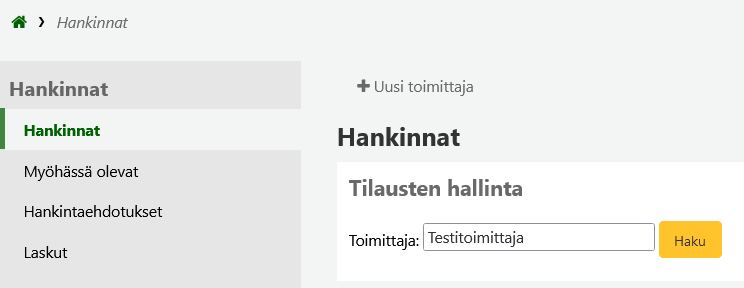 Hankinnat
Hankinnat
Hankinnat
Myöhässä olevat
Hankintaehdotukset
Laskut
Uusi toimittaja
Hankinnat
Tilausten hallinta
Toimittaja: Testitoimittaja Haku